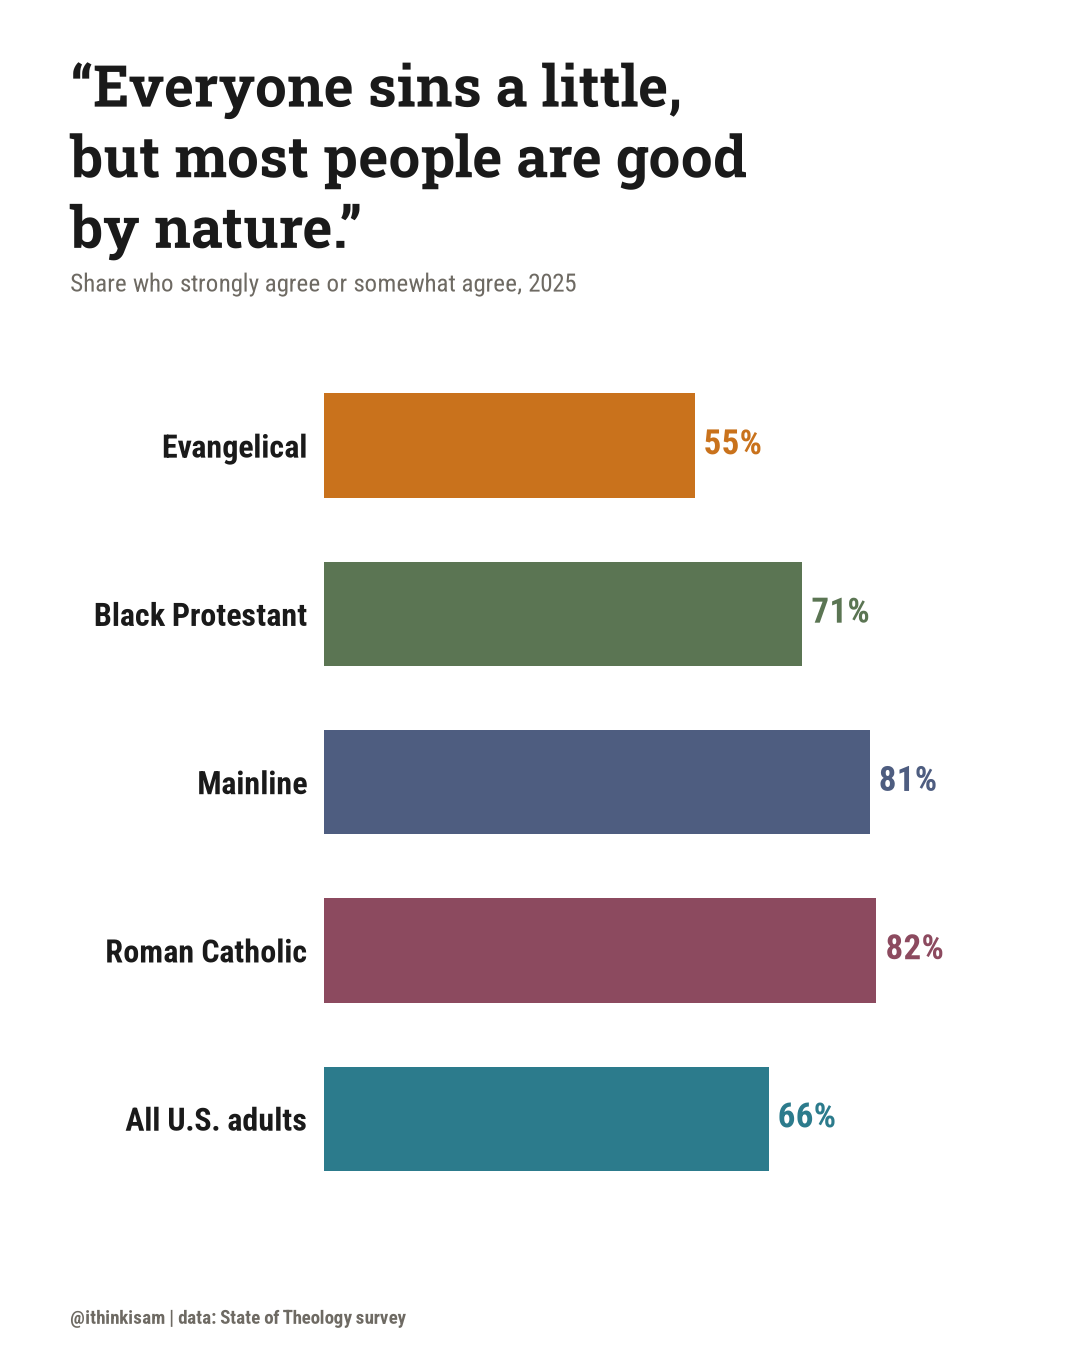 “Everyone sins a little,
but most people are good
by nature.”
Share who strongly agree or somewhat agree, 2025
Evangelical 55%
Black Protestant 71%
Mainline 81%
Roman Catholic 82%
All U.S. adults 66%
@ithinkisam | data: State of Theology survey